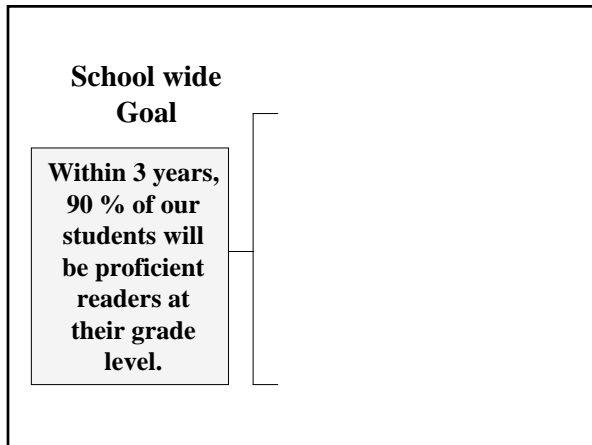 School wide
Goal
Within 3 years,
90 % of our
students will
be proficient
readers at
their grade
level.